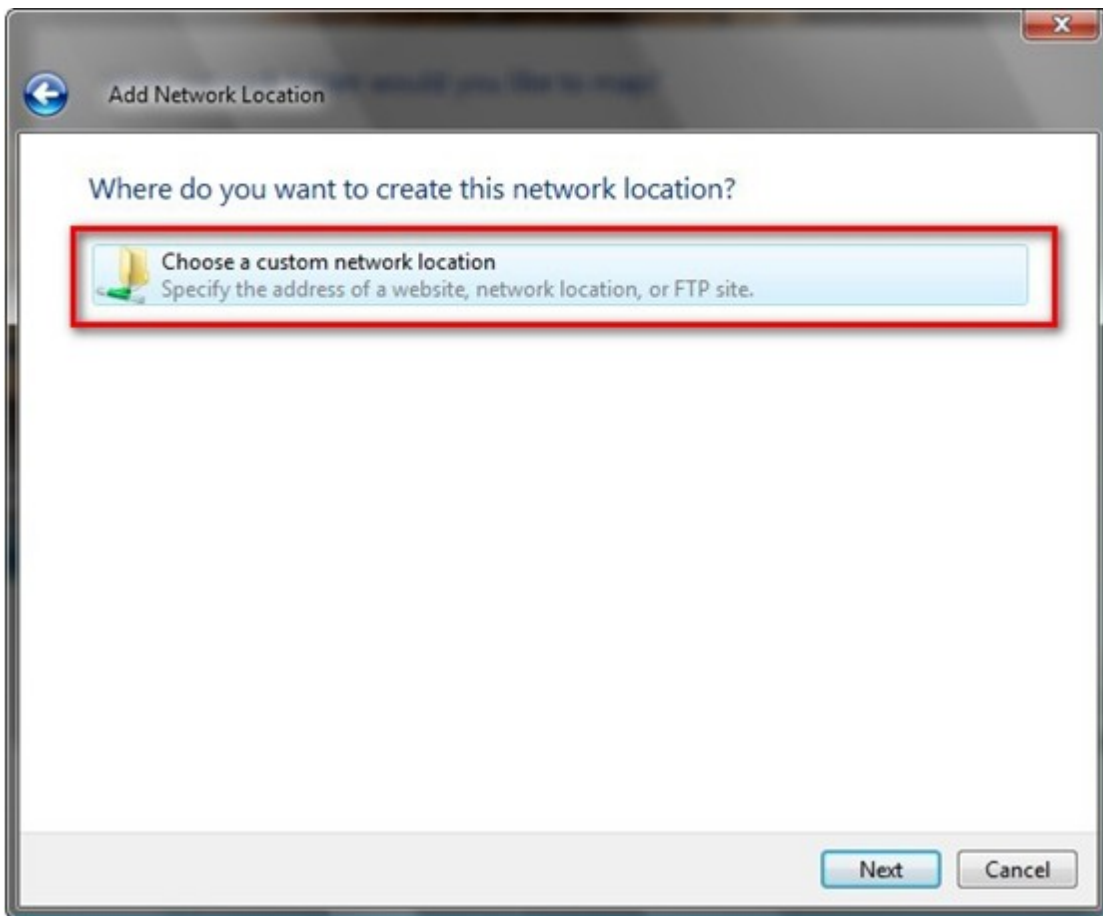 Add Network Location
Where do you want to create this network location?
Choose a custom network location
Specify the address of a website, network location, or FTP site.
Next Cancel